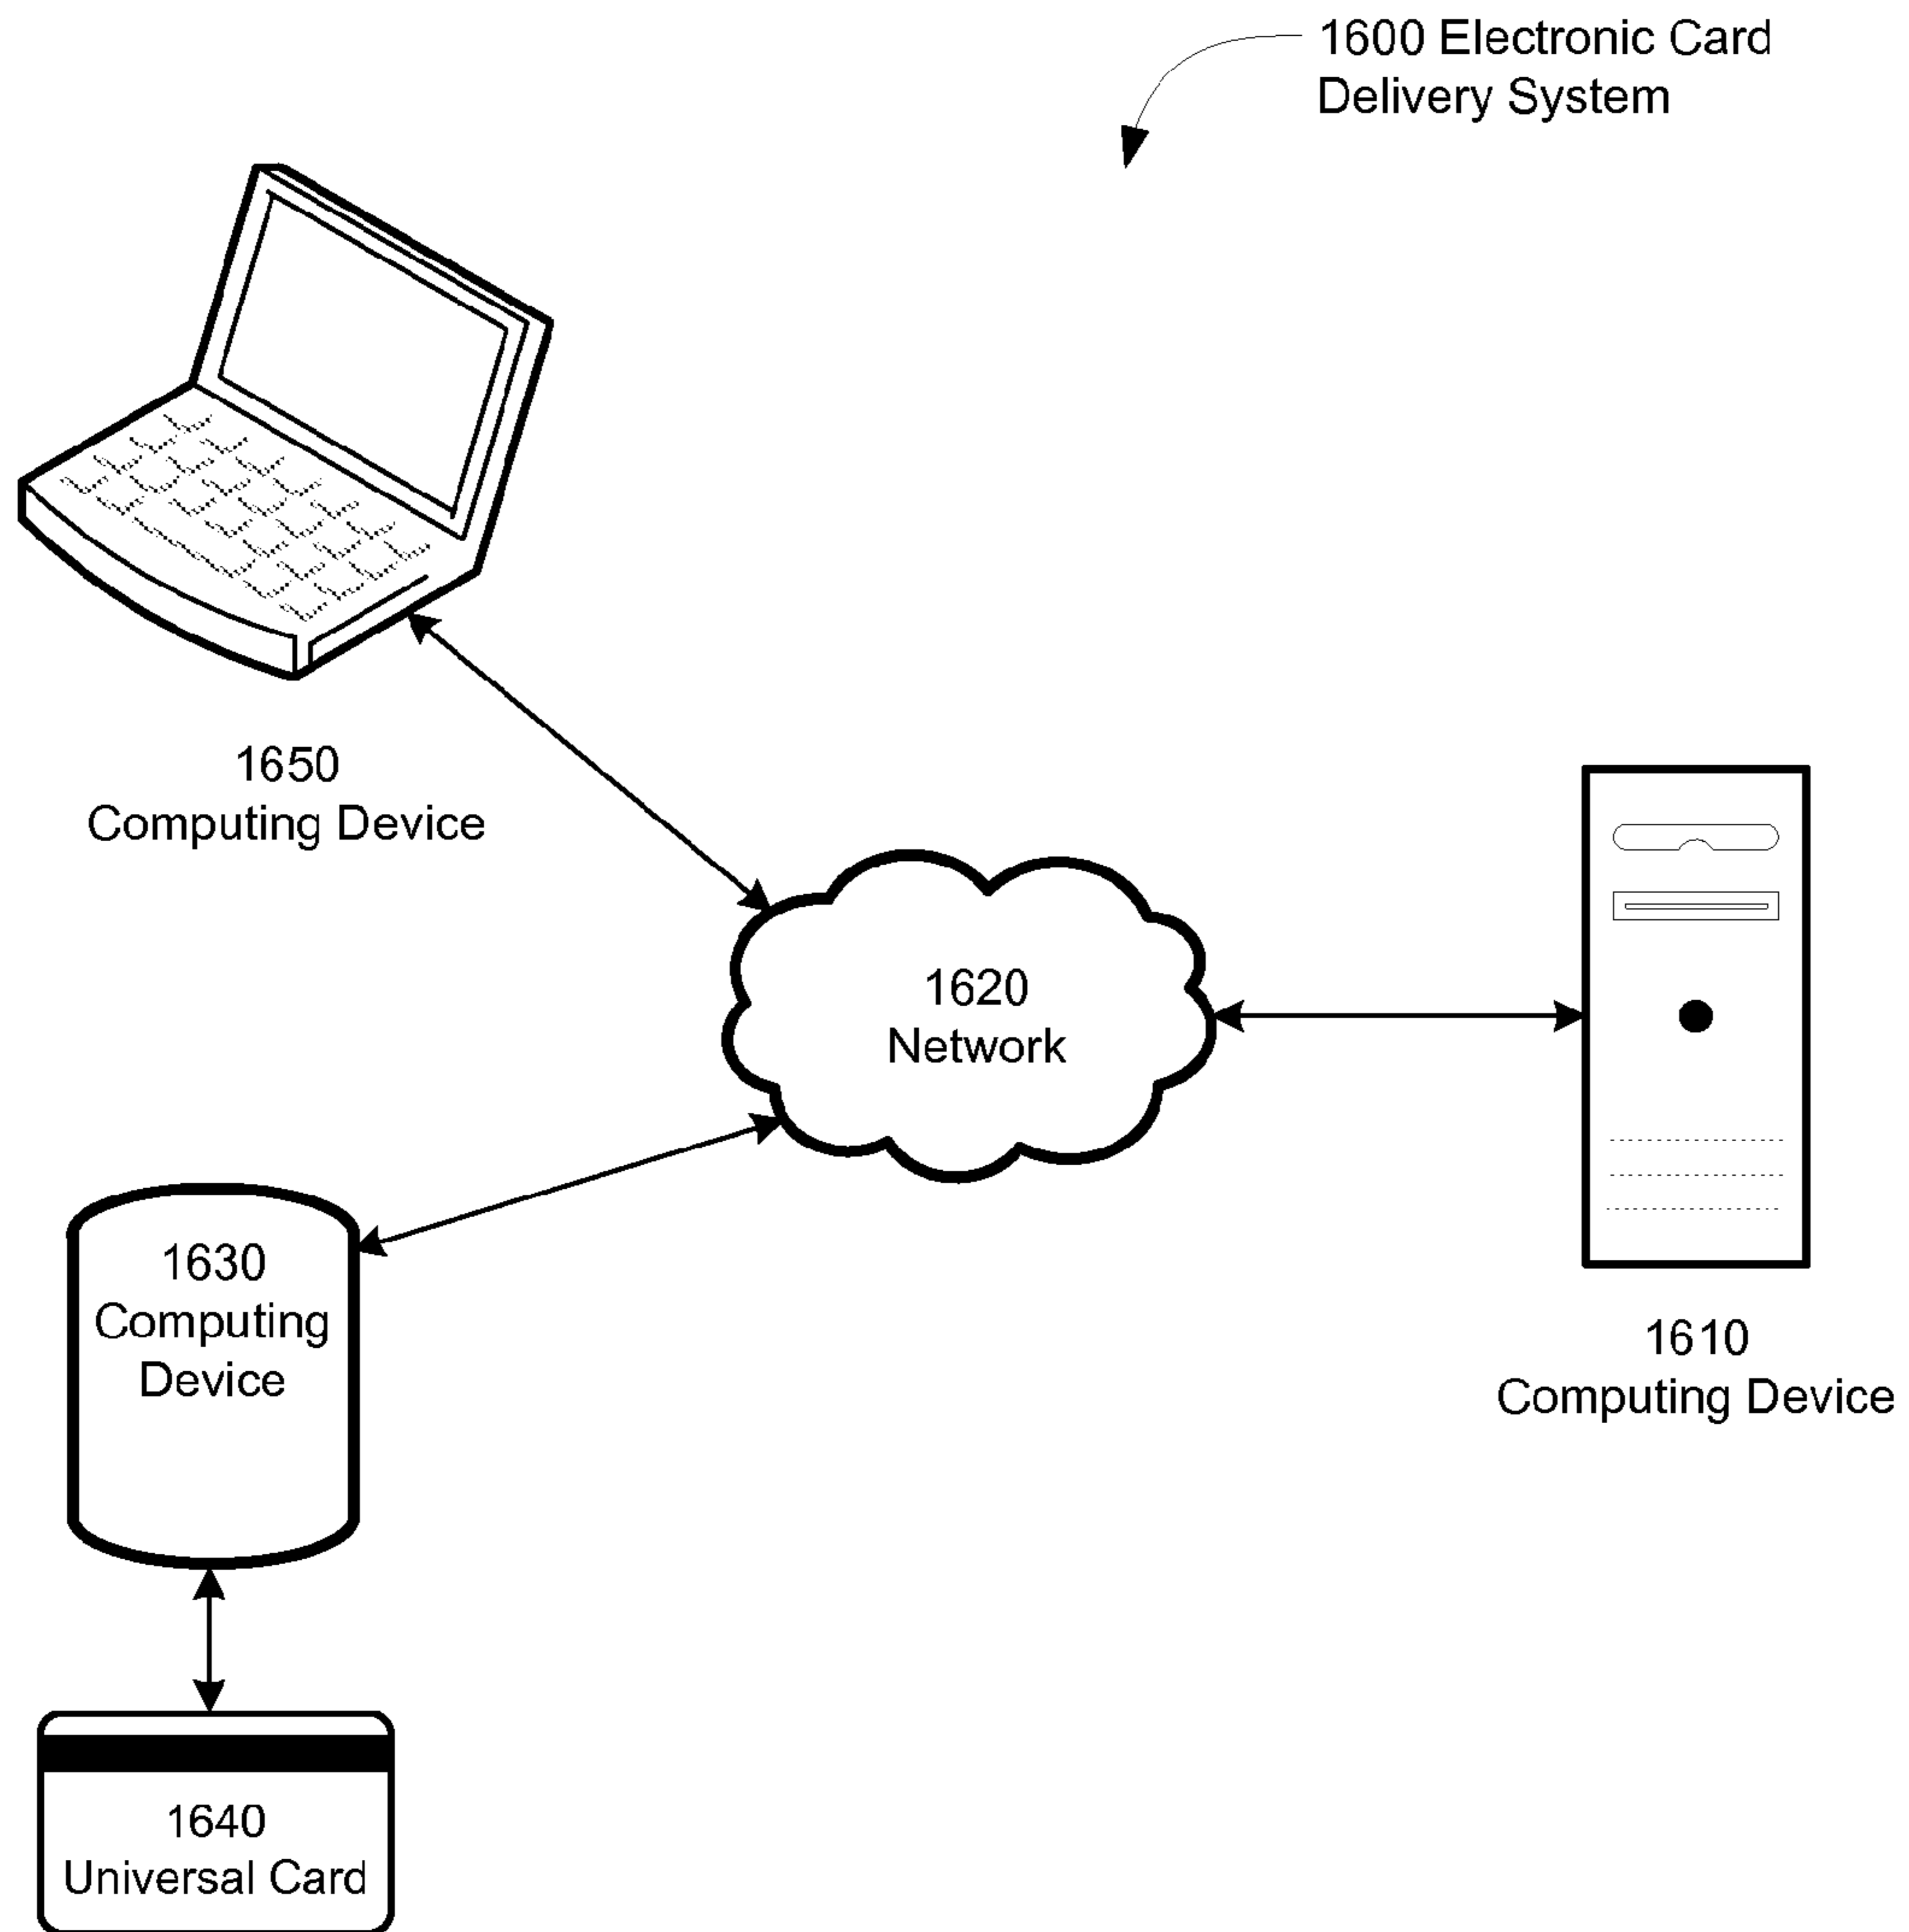 1600 Electronic Card
Delivery System
1650
Computing Device
1620
Network
1630
Computing
Device
1610
Computing Device
1640
Universal Card